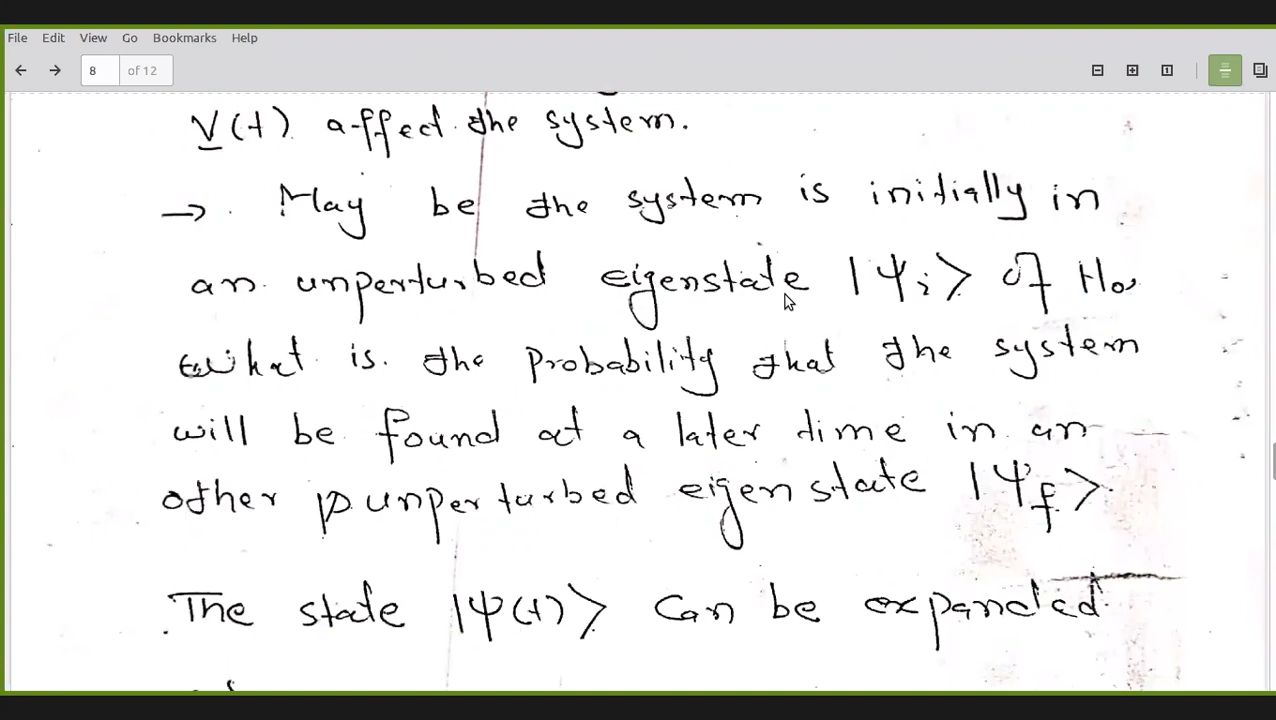 File Edit View Go Bookmarks Help
8 of 12
V(t) affect the system.
→ May be the system is initially in
an unperturbed eigenstate |Ψi> of Ho.
What is the probability that the system
will be found at a later time in an
other unperturbed eigenstate |Ψf>
The state |Ψ(t)> can be expanded